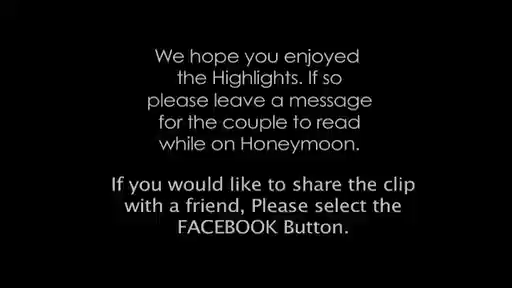 We hope you enjoyed
the Highlights. If so
please leave a message
for the couple to read
while on Honeymoon.
If you would like to share the clip
with a friend, Please select the
FACEBOOK Button.